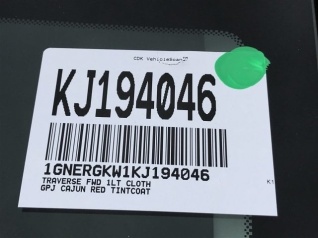 CDK VehicleScan
KJ194046
1GNERGKW1KJ194046
TRAVERSE FWD 1LT CLOTH
GPJ CAJUN RED TINTCOAT